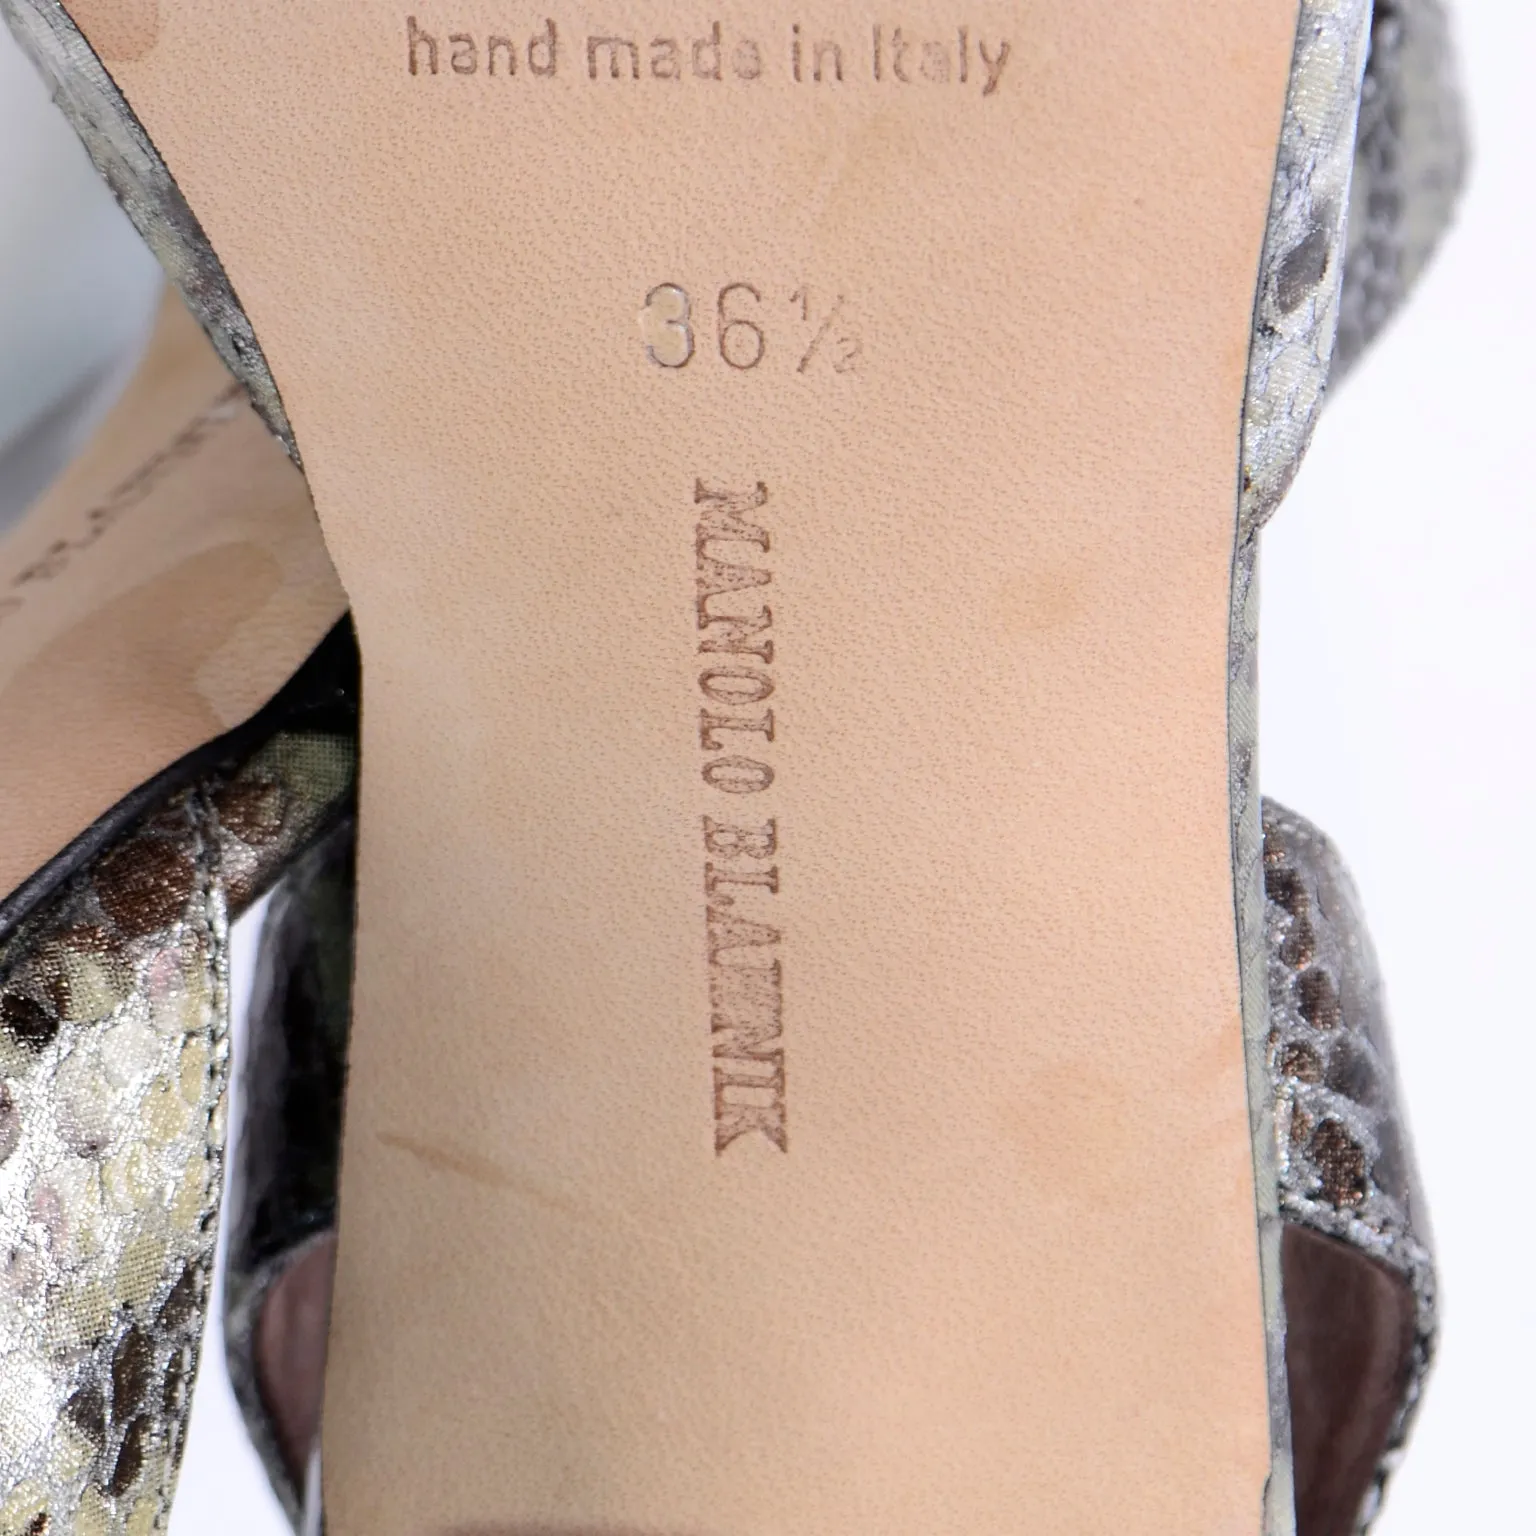 hand made in Italy
36½
MANOLO BLAHNIK